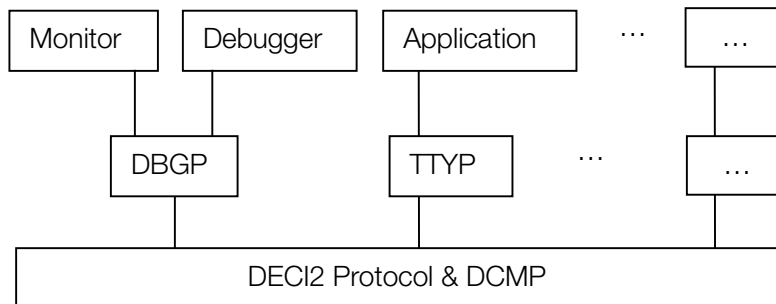 Monitor Debugger Application … …
DBGP TTYP … …
DECI2 Protocol & DCMP